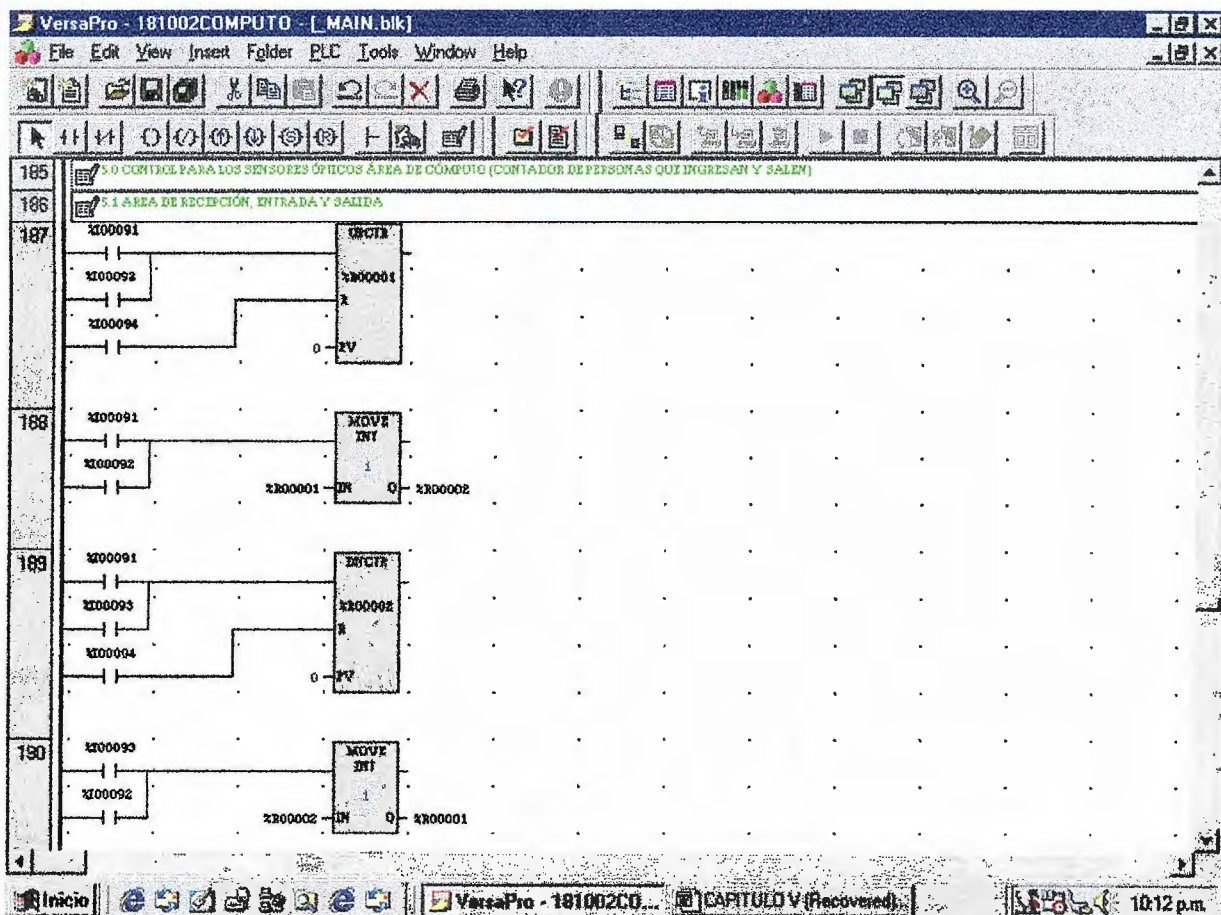 VersaPro - 181002COMPUTO - [_MAIN.blk]
File Edit View Insert Folder PLC Tools Window Help
185
5.0 CONTROL PARA LOS SENSORES ÓPTICOS ÁREA DE CÓMPUTO (CONTADOR DE PERSONAS QUE INGRESAN Y SALEN)
186
5.1 AREA DE RECEPCIÓN, ENTRADA Y SALIDA
187
%I00091
UPCTR
%I00092
%R00001
R
%I00094
0
PV
188
%I00091
MOVE
INT
%I00092
1
%R00001
IN
Q
%R00002
189
%I00091
DNCTR
%I00093
%R00002
R
%I00094
0
PV
190
%I00093
MOVE
INT
%I00092
1
%R00002
IN
Q
%R00001
Inicio
VersaPro - 181002CO...
CAPITULO V (Recovered)
10:12 p.m.